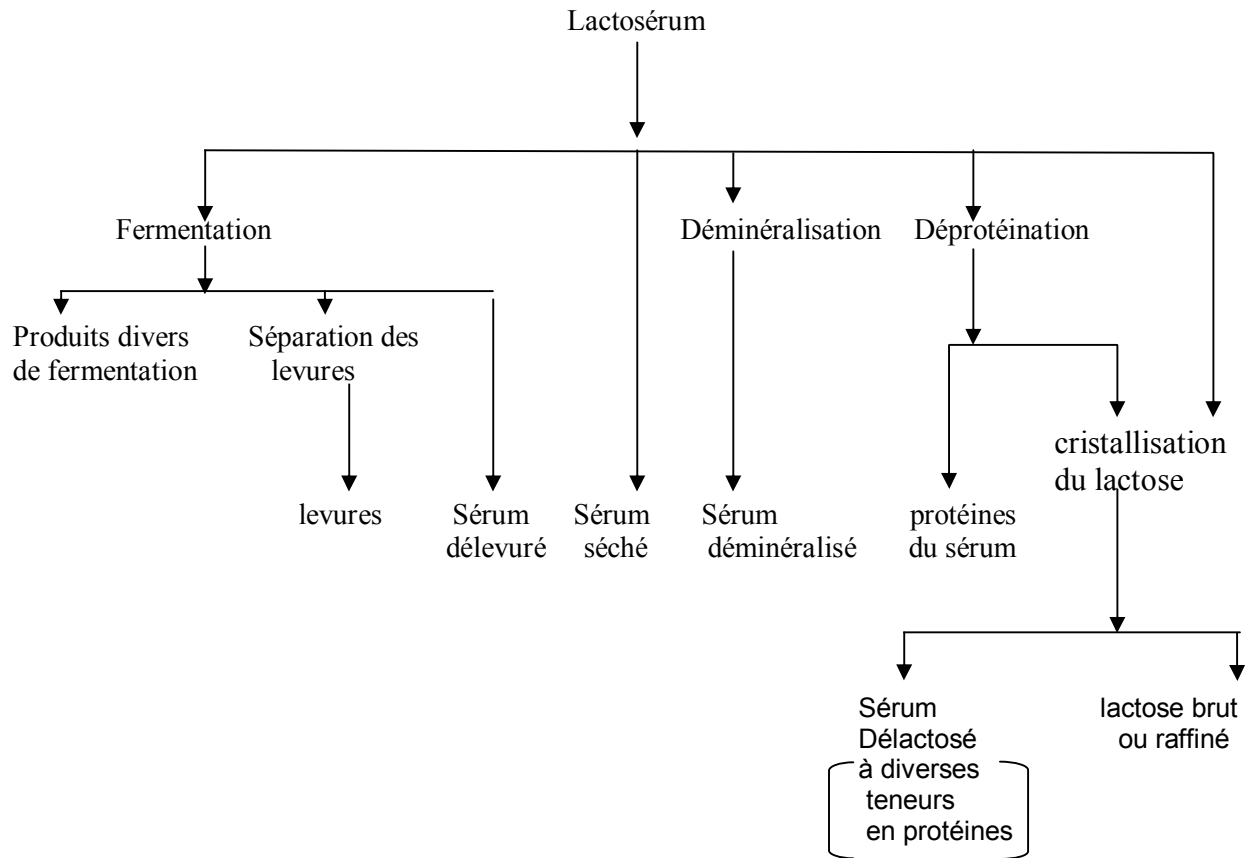 Lactosérum
Fermentation
Déminéralisation
Déprotéination
Produits divers
de fermentation
Séparation des
levures
cristallisation
du lactose
levures
Sérum
délevuré
Sérum
séché
Sérum
déminéralisé
protéines
du sérum
Sérum
Délactosé
à diverses
teneurs
en protéines
lactose brut
ou raffiné